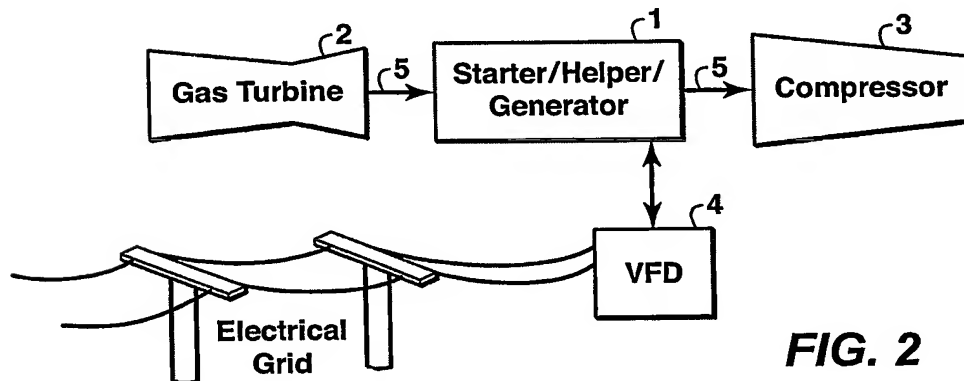 2
1
3
5
5
Gas Turbine
Starter/Helper/
Generator
Compressor
4
VFD
Electrical
Grid
FIG. 2